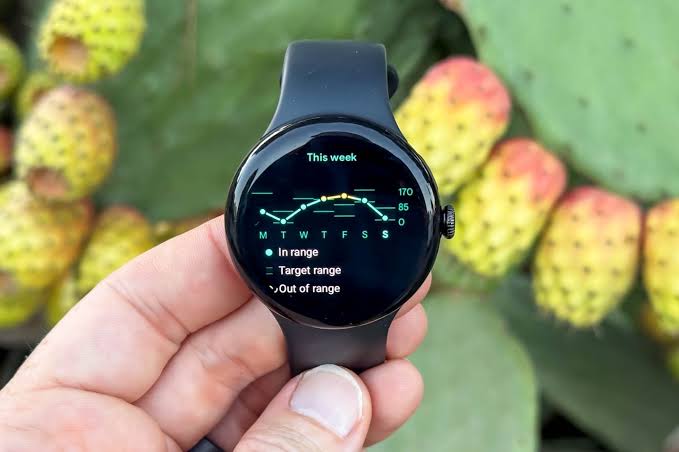 This week
170
85
0
M T W T F S S
In range
Target range
Out of range